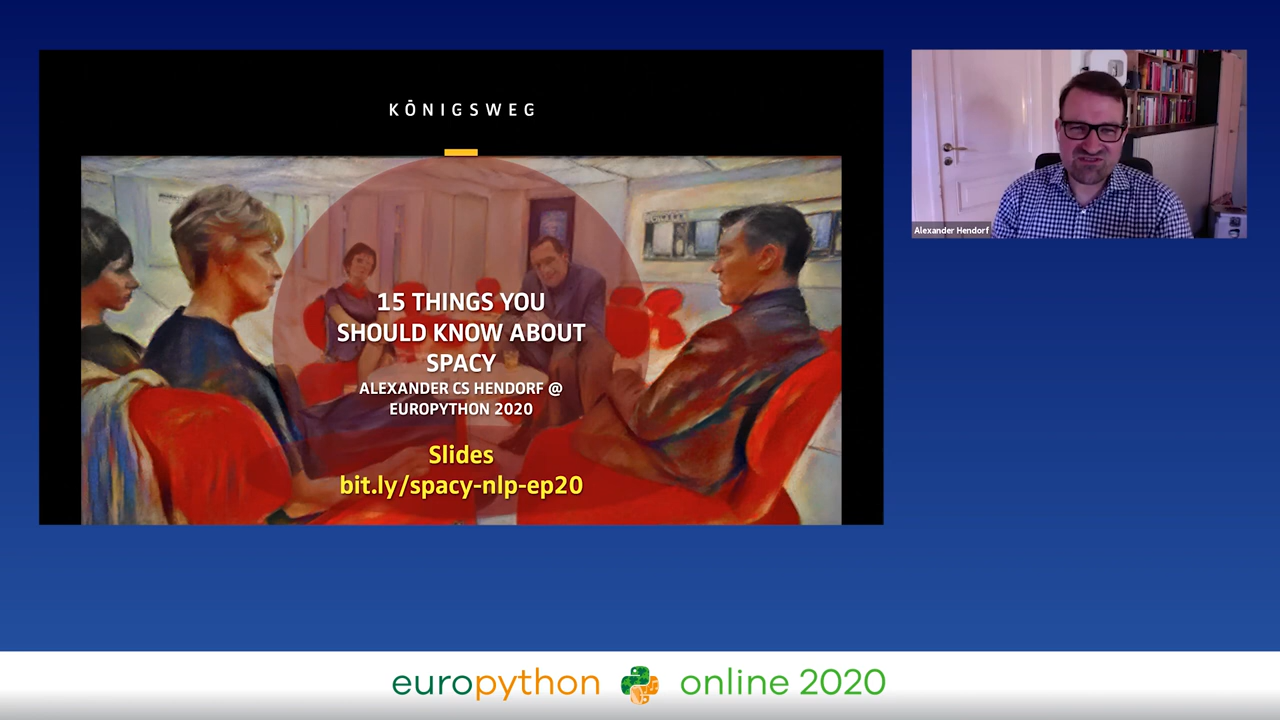 KÖNIGSWEG
15 THINGS YOU
SHOULD KNOW ABOUT
SPACY
ALEXANDER CS HENDORF @
EUROPYTHON 2020
Slides
bit.ly/spacy-nlp-ep20
Alexander Hendorf
europython online 2020